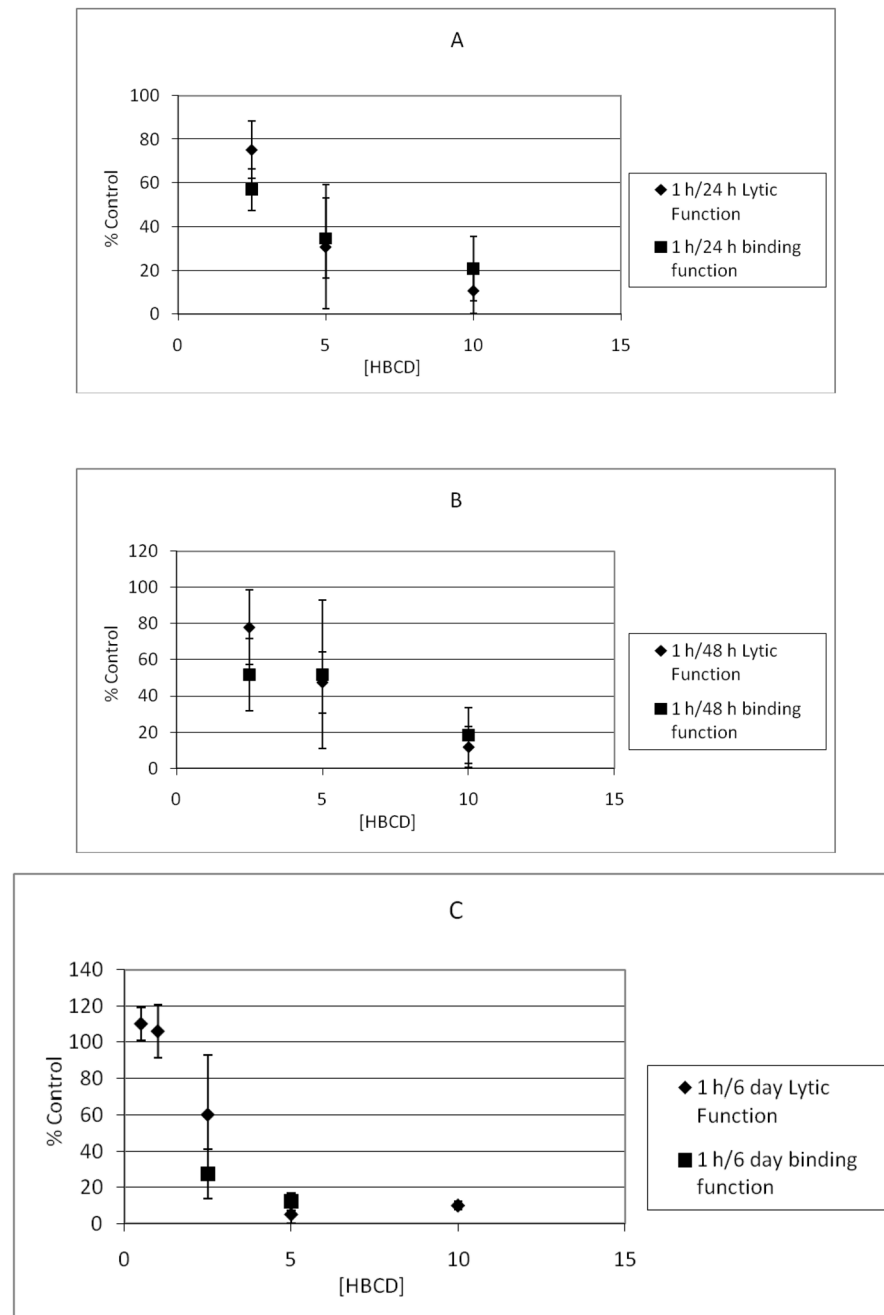 A
% Control
100
80
60
40
20
0
0 5 10 15
[HBCD]
1 h/24 h Lytic
Function
1 h/24 h binding
function
B
% Control
120
100
80
60
40
20
0
0 5 10 15
[HBCD]
1 h/48 h Lytic
Function
1 h/48 h binding
function
C
% Control
140
120
100
80
60
40
20
0
0 5 10 15
[HBCD]
1 h/6 day Lytic
Function
1 h/6 day binding
function